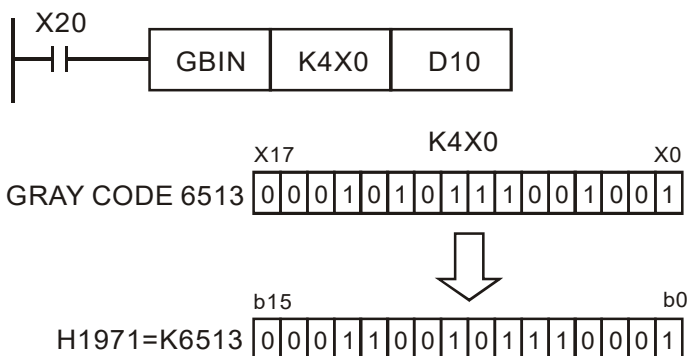 X20
GBIN K4X0 D10
K4X0
X17 X0
GRAY CODE 6513 0 0 0 1 0 1 0 1 1 1 0 0 1 0 0 1
b15 b0
H1971=K6513 0 0 0 1 1 0 0 1 0 1 1 1 0 0 0 1